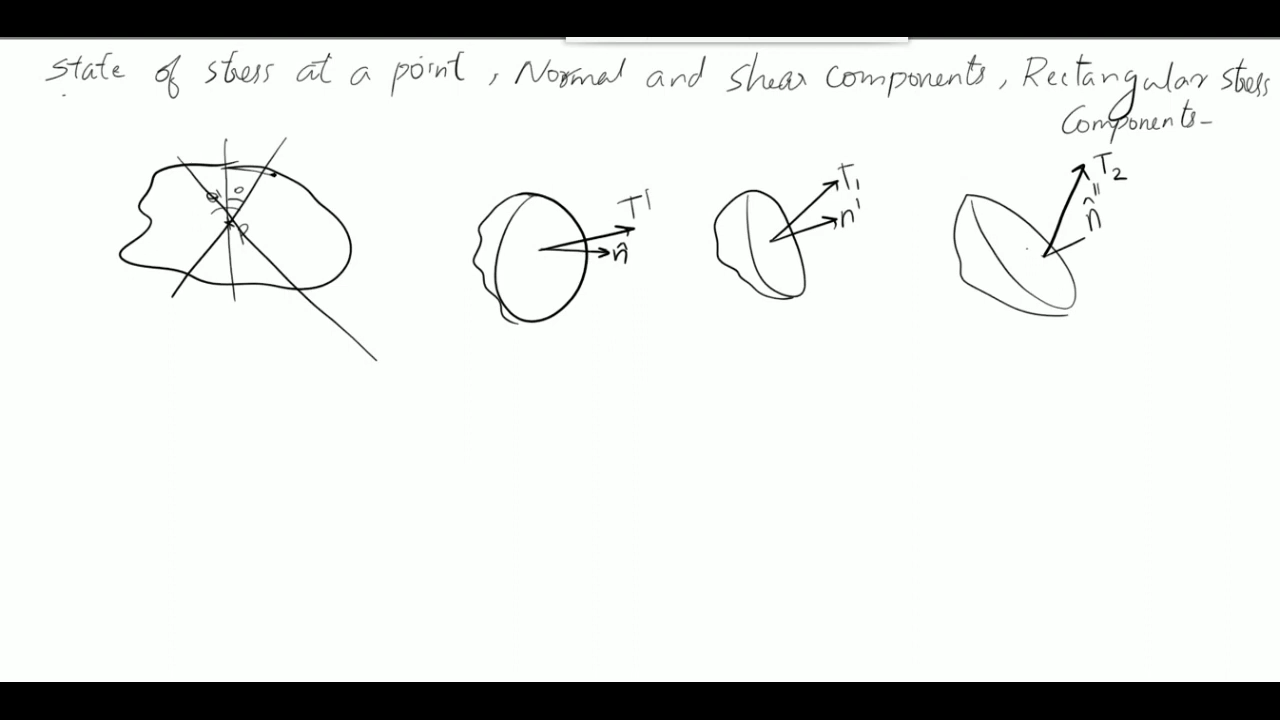 State of stress at a point, Normal and shear components, Rectangular stress
Components-
T'
n̂
T₁
n'
T₂
n̂"
P